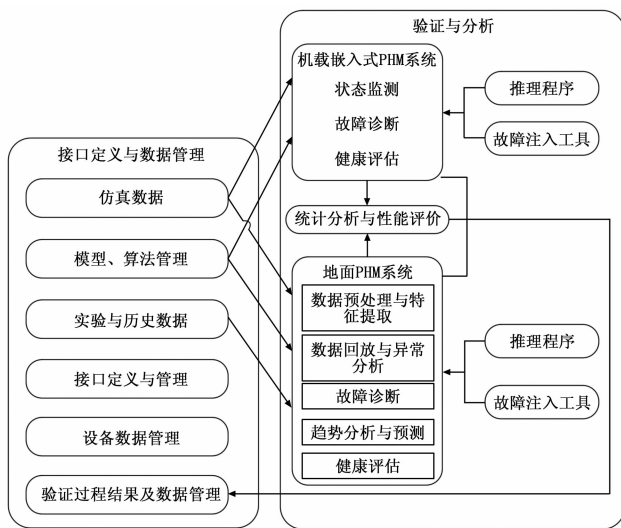 验证与分析
机载嵌入式PHM系统
状态监测
故障诊断
健康评估
推理程序
故障注入工具
接口定义与数据管理
仿真数据
模型、算法管理
实验与历史数据
接口定义与管理
设备数据管理
验证过程结果及数据管理
统计分析与性能评价
地面PHM系统
数据预处理与特
征提取
数据回放与异常
分析
故障诊断
趋势分析与预测
健康评估
推理程序
故障注入工具